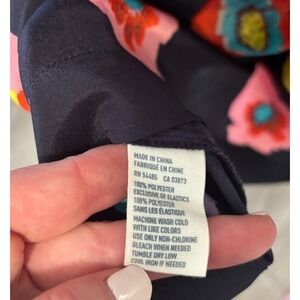 MADE IN CHINA
FABRIQUÉ EN CHINE
RN 54485 CA 03873
100% POLYESTER
EXCLUSIVE OF ELASTICS
100% POLYESTER
SANS LES ÉLASTIQUE
MACHINE WASH COLD
WITH LIKE COLORS
USE ONLY NON-CHLORINE
BLEACH WHEN NEEDED
TUMBLE DRY LOW
COOL IRON IF NEEDED